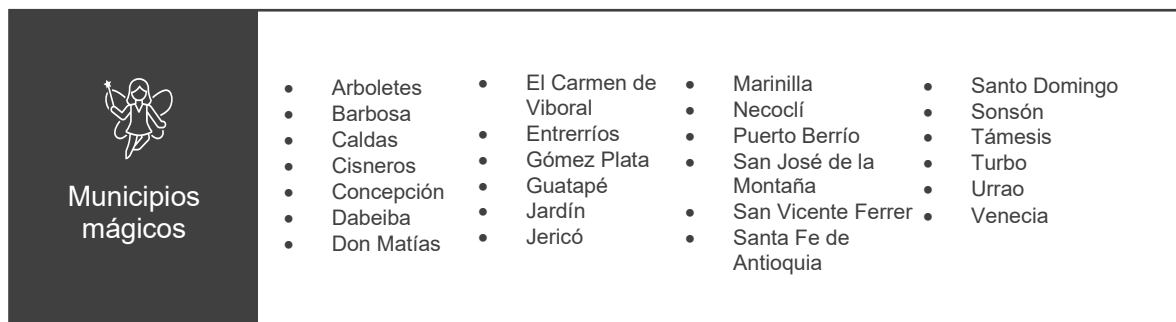 Municipios
mágicos
• Arboletes
• Barbosa
• Caldas
• Cisneros
• Concepción
• Dabeiba
• Don Matías
• El Carmen de
Viboral
• Entrerríos
• Gómez Plata
• Guatapé
• Jardín
• Jericó
• Marinilla
• Necoclí
• Puerto Berrío
• San José de la
Montaña
• San Vicente Ferrer
• Santa Fe de
Antioquia
• Santo Domingo
• Sonsón
• Támesis
• Turbo
• Urrao
• Venecia